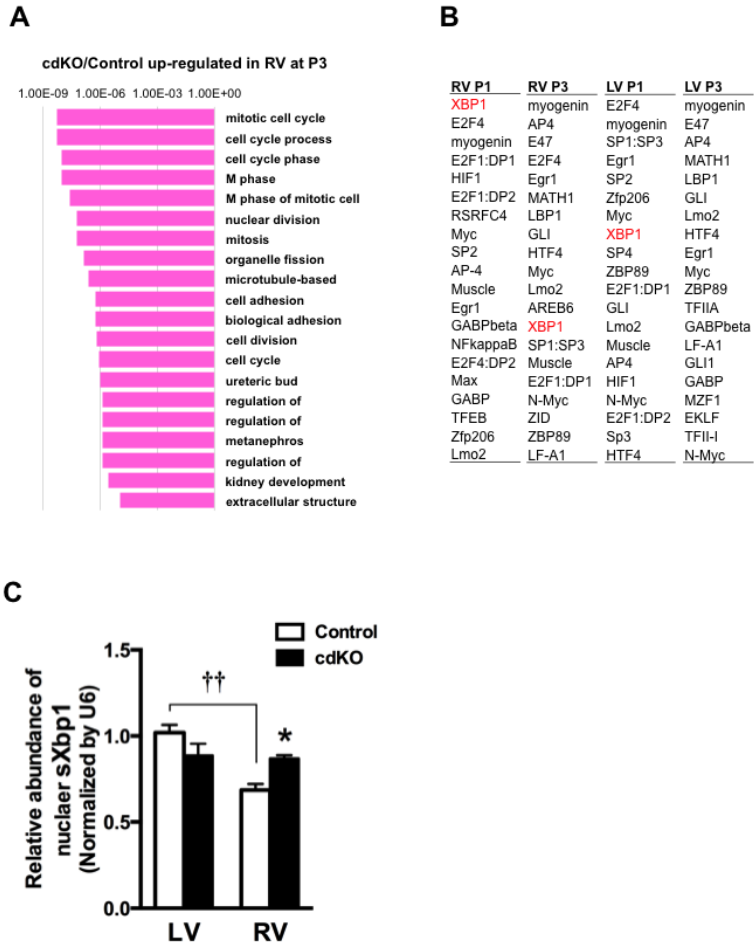 A
cdKO/Control up-regulated in RV at P3
1.00E-09 1.00E-06 1.00E-03 1.00E+00
mitotic cell cycle
cell cycle process
cell cycle phase
M phase
M phase of mitotic cell
nuclear division
mitosis
organelle fission
microtubule-based
cell adhesion
biological adhesion
cell division
cell cycle
ureteric bud
regulation of
regulation of
metanephros
regulation of
kidney development
extracellular structure
B
RV P1 RV P3 LV P1 LV P3
XBP1 myogenin E2F4 myogenin
E2F4 AP4 myogenin E47
myogenin E47 SP1:SP3 AP4
E2F1:DP1 E2F4 Egr1 MATH1
HIF1 Egr1 SP2 LBP1
E2F1:DP2 MATH1 Zfp206 GLI
RSRFC4 LBP1 Myc Lmo2
Myc GLI XBP1 HTF4
SP2 HTF4 SP4 Egr1
AP-4 Myc ZBP89 Myc
Muscle Lmo2 E2F1:DP1 ZBP89
Egr1 AREB6 GLI TFIIA
GABPbeta XBP1 Lmo2 GABPbeta
NFkappaB SP1:SP3 Muscle LF-A1
E2F4:DP2 Muscle AP4 GLI1
Max E2F1:DP1 HIF1 GABP
GABP N-Myc N-Myc MZF1
TFEB ZID E2F1:DP2 EKLF
Zfp206 ZBP89 Sp3 TFII-I
Lmo2 LF-A1 HTF4 N-Myc
C
Control
cdKO
Relative abundance of
nuclaer sXbp1
(Normalized by U6)
1.5
1.0
0.5
0.0
††
*
LV RV